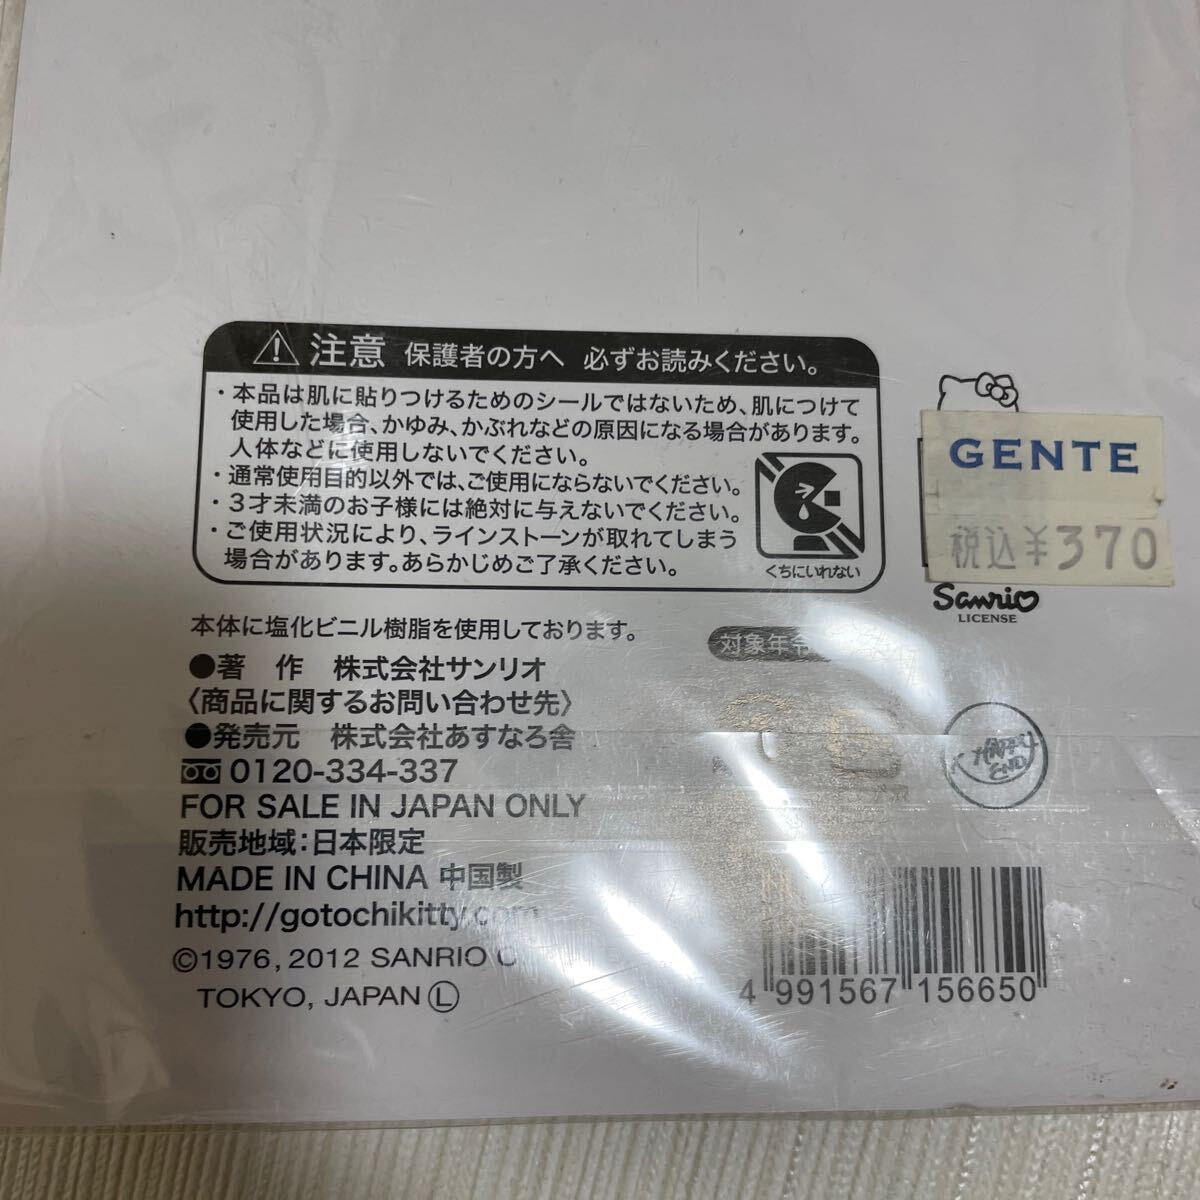 注意 保護者の方へ 必ずお読みください。
・本品は肌に貼りつけるためのシールではないため、肌につけて
使用した場合、かゆみ、かぶれなどの原因になる場合があります。
人体などに使用しないでください。
・通常使用目的以外では、ご使用にならないでください。
・3才未満のお子様には絶対に与えないでください。
・ご使用状況により、ラインストーンが取れてしまう
場合があります。あらかじめご了承ください。
くちにいれない
GENTE
税込¥370
Sanrio
LICENSE
本体に塩化ビニル樹脂を使用しております。
対象年令
●著 作 株式会社サンリオ
〈商品に関するお問い合わせ先〉
●発売元 株式会社あすなろ舎
0120-334-337
FOR SALE IN JAPAN ONLY
販売地域:日本限定
MADE IN CHINA 中国製
http://gotochikitty.com
©1976, 2012 SANRIO C
TOKYO, JAPAN Ⓛ
HAPPY
END
4 991567 156650